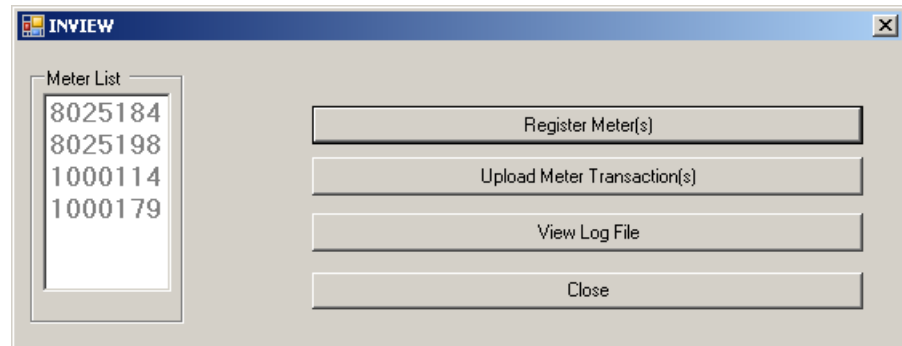 INVIEW
Meter List
8025184
8025198
1000114
1000179
Register Meter(s)
Upload Meter Transaction(s)
View Log File
Close